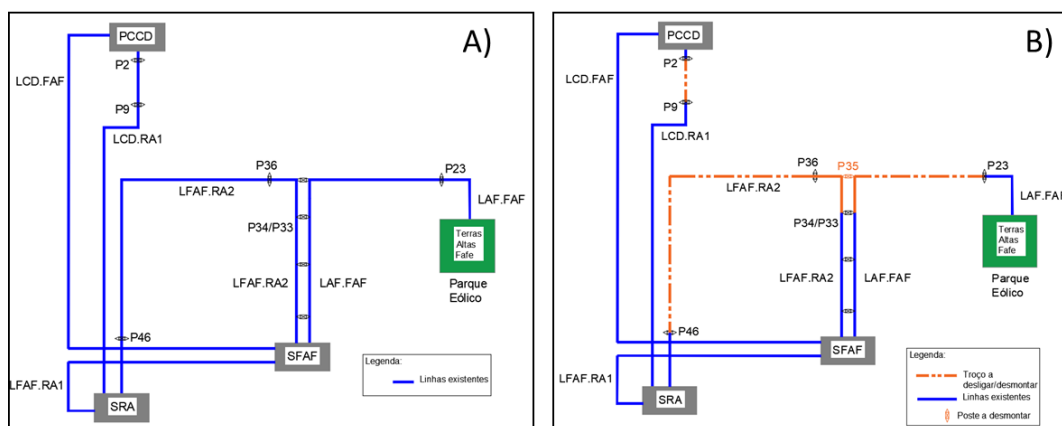 A)
PCCD
P2
LCD.FAF
P9
LCD.RA1
P36
P23
LFAF.RA2
LAF.FAF
P34/P33
Terras
Altas
Fafe
LFAF.RA2
LAF.FAF
Parque
Eólico
P46
SFAF
LFAF.RA1
SRA
Legenda:
Linhas existentes
B)
PCCD
P2
LCD.FAF
P9
LCD.RA1
P36
P35
P23
LFAF.RA2
LAF.FAF
P34/P33
Terras
Altas
Fafe
LFAF.RA2
LAF.FAF
Parque
Eólico
P46
SFAF
LFAF.RA1
SRA
Legenda:
Troço a
desligar/desmontar
Linhas existentes
Poste a desmontar